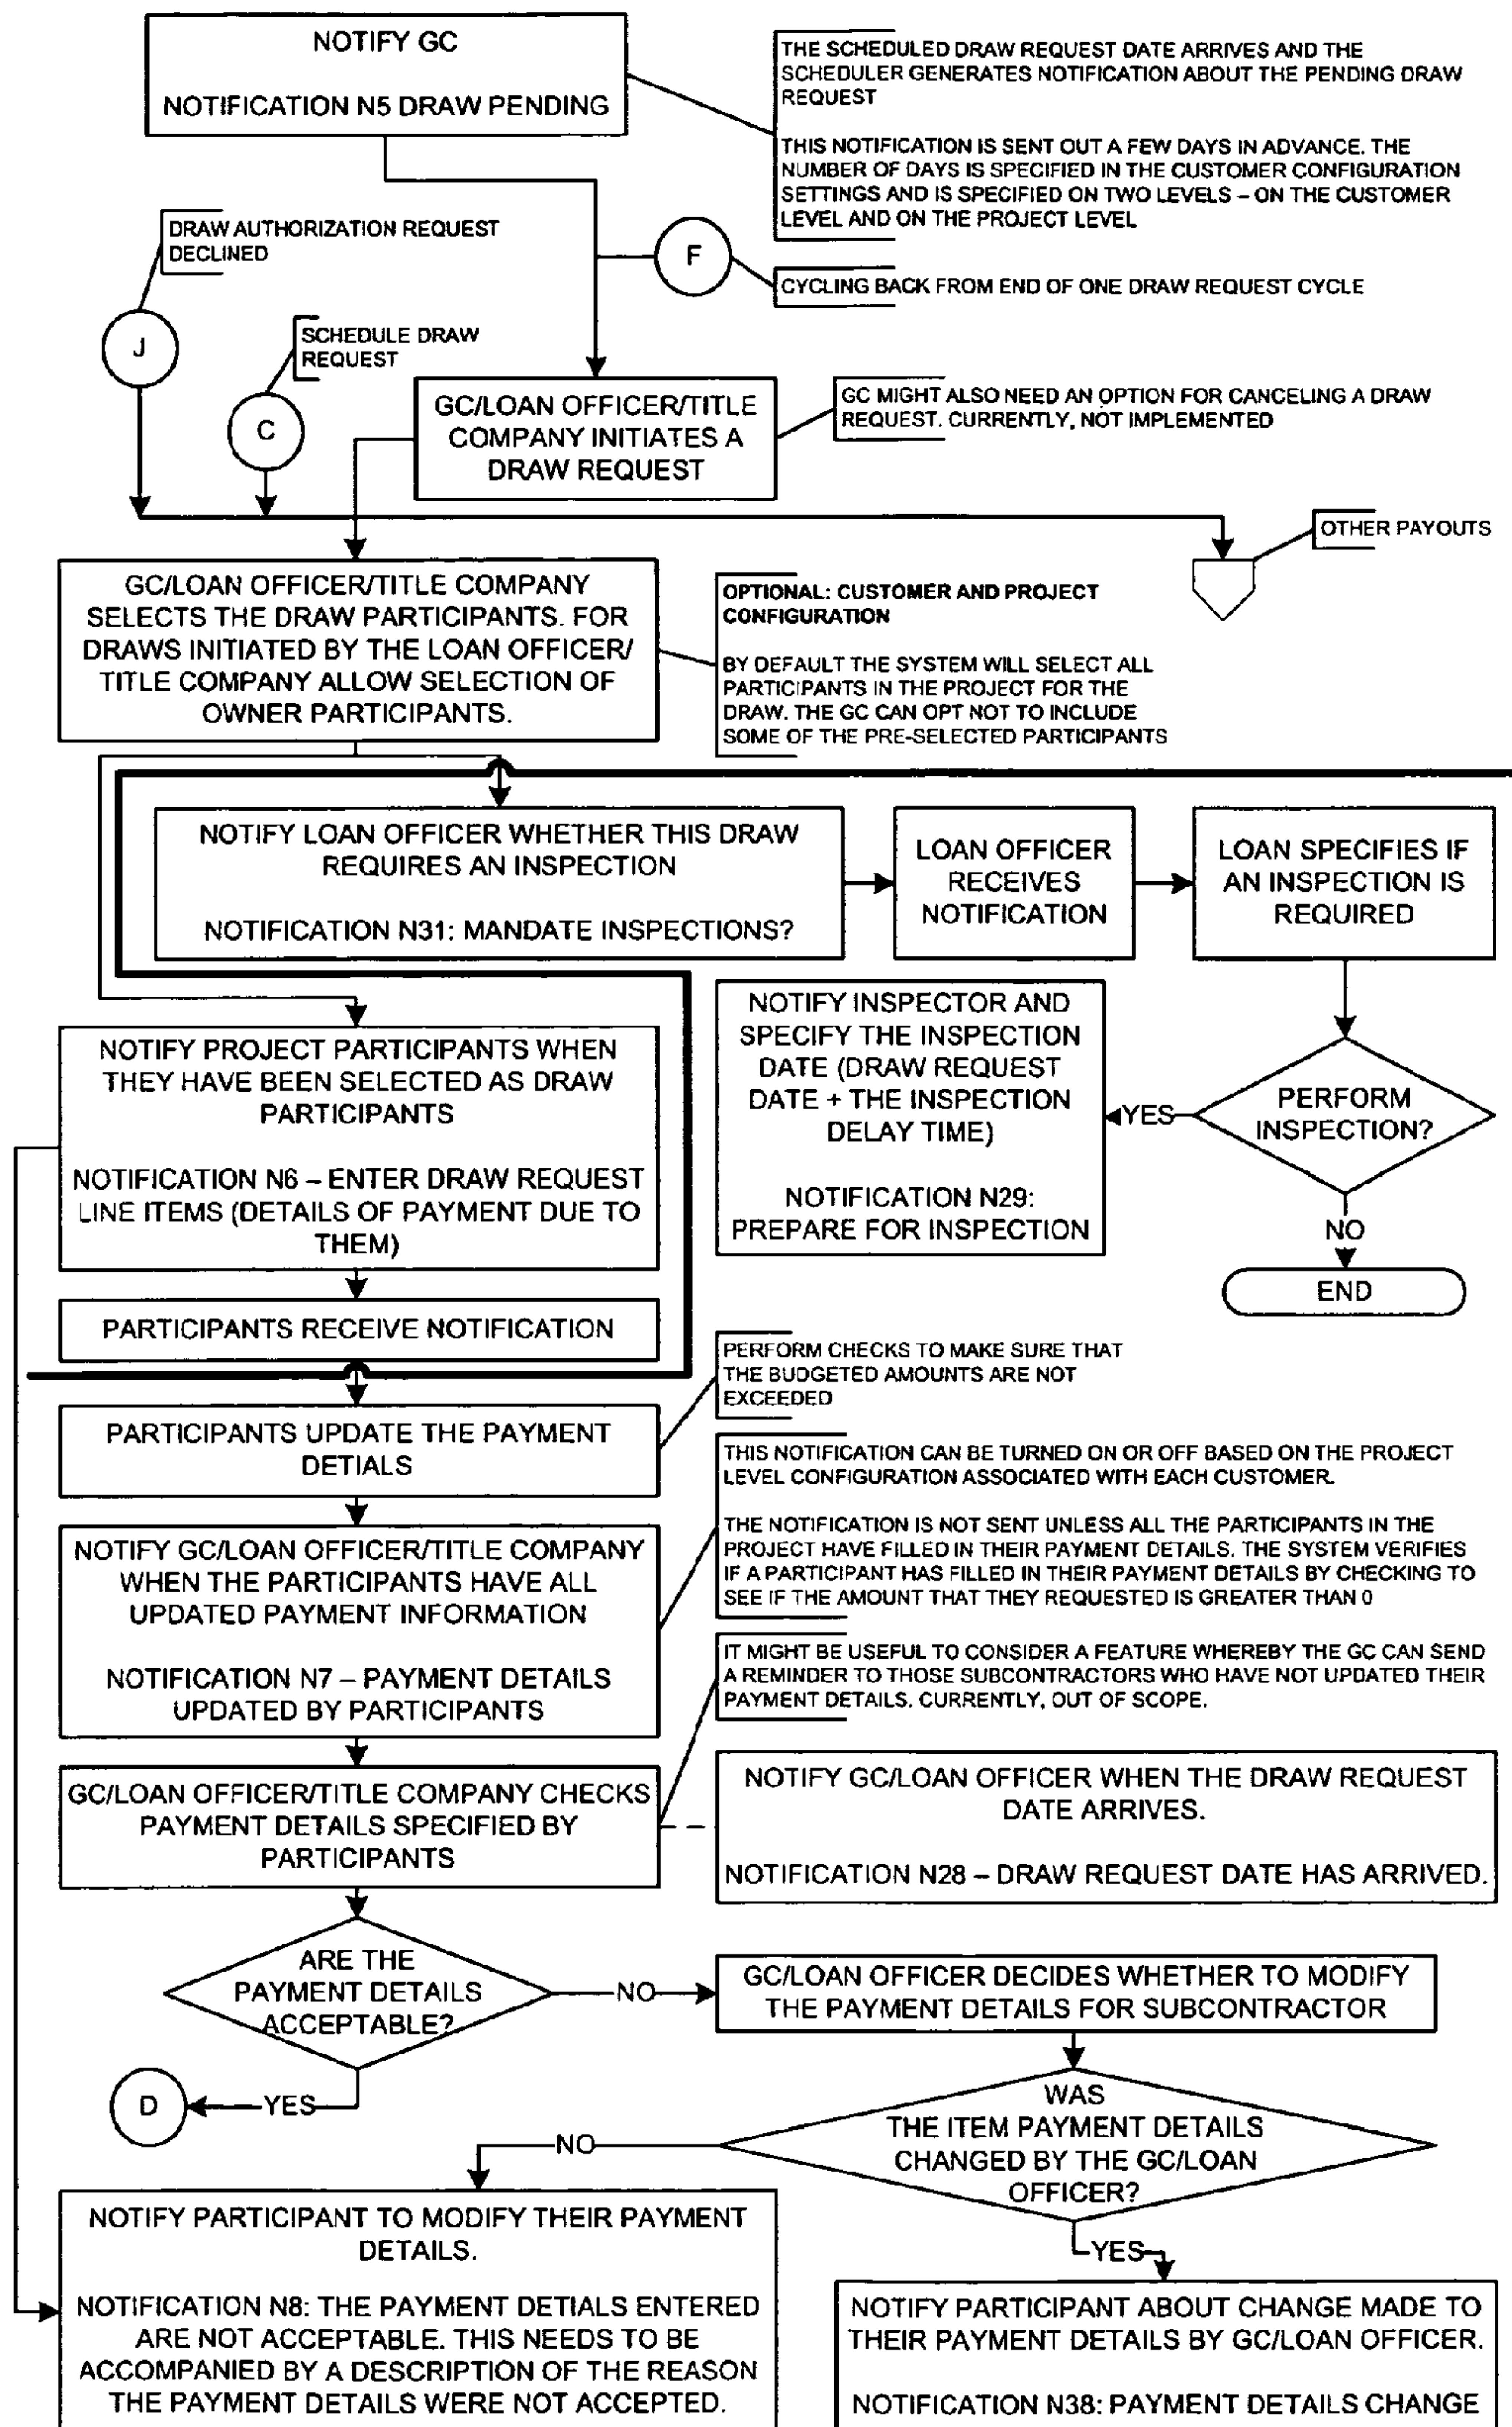 NOTIFY GC
NOTIFICATION N5 DRAW PENDING
THE SCHEDULED DRAW REQUEST DATE ARRIVES AND THE
SCHEDULER GENERATES NOTIFICATION ABOUT THE PENDING DRAW
REQUEST
THIS NOTIFICATION IS SENT OUT A FEW DAYS IN ADVANCE. THE
NUMBER OF DAYS IS SPECIFIED IN THE CUSTOMER CONFIGURATION
SETTINGS AND IS SPECIFIED ON TWO LEVELS – ON THE CUSTOMER
LEVEL AND ON THE PROJECT LEVEL
DRAW AUTHORIZATION REQUEST
DECLINED
F
CYCLING BACK FROM END OF ONE DRAW REQUEST CYCLE
J
SCHEDULE DRAW
REQUEST
C
GC/LOAN OFFICER/TITLE
COMPANY INITIATES A
DRAW REQUEST
GC MIGHT ALSO NEED AN OPTION FOR CANCELING A DRAW
REQUEST. CURRENTLY, NOT IMPLEMENTED
OTHER PAYOUTS
GC/LOAN OFFICER/TITLE COMPANY
SELECTS THE DRAW PARTICIPANTS. FOR
DRAWS INITIATED BY THE LOAN OFFICER/
TITLE COMPANY ALLOW SELECTION OF
OWNER PARTICIPANTS.
OPTIONAL: CUSTOMER AND PROJECT
CONFIGURATION
BY DEFAULT THE SYSTEM WILL SELECT ALL
PARTICIPANTS IN THE PROJECT FOR THE
DRAW. THE GC CAN OPT NOT TO INCLUDE
SOME OF THE PRE-SELECTED PARTICIPANTS
NOTIFY LOAN OFFICER WHETHER THIS DRAW
REQUIRES AN INSPECTION
NOTIFICATION N31: MANDATE INSPECTIONS?
LOAN OFFICER
RECEIVES
NOTIFICATION
LOAN SPECIFIES IF
AN INSPECTION IS
REQUIRED
NOTIFY INSPECTOR AND
SPECIFY THE INSPECTION
DATE (DRAW REQUEST
DATE + THE INSPECTION
DELAY TIME)
NOTIFICATION N29:
PREPARE FOR INSPECTION
YES
PERFORM
INSPECTION?
NO
END
NOTIFY PROJECT PARTICIPANTS WHEN
THEY HAVE BEEN SELECTED AS DRAW
PARTICIPANTS
NOTIFICATION N6 – ENTER DRAW REQUEST
LINE ITEMS (DETAILS OF PAYMENT DUE TO
THEM)
PARTICIPANTS RECEIVE NOTIFICATION
PERFORM CHECKS TO MAKE SURE THAT
THE BUDGETED AMOUNTS ARE NOT
EXCEEDED
PARTICIPANTS UPDATE THE PAYMENT
DETIALS
THIS NOTIFICATION CAN BE TURNED ON OR OFF BASED ON THE PROJECT
LEVEL CONFIGURATION ASSOCIATED WITH EACH CUSTOMER.
THE NOTIFICATION IS NOT SENT UNLESS ALL THE PARTICIPANTS IN THE
PROJECT HAVE FILLED IN THEIR PAYMENT DETAILS. THE SYSTEM VERIFIES
IF A PARTICIPANT HAS FILLED IN THEIR PAYMENT DETAILS BY CHECKING TO
SEE IF THE AMOUNT THAT THEY REQUESTED IS GREATER THAN 0
NOTIFY GC/LOAN OFFICER/TITLE COMPANY
WHEN THE PARTICIPANTS HAVE ALL
UPDATED PAYMENT INFORMATION
NOTIFICATION N7 – PAYMENT DETAILS
UPDATED BY PARTICIPANTS
IT MIGHT BE USEFUL TO CONSIDER A FEATURE WHEREBY THE GC CAN SEND
A REMINDER TO THOSE SUBCONTRACTORS WHO HAVE NOT UPDATED THEIR
PAYMENT DETAILS. CURRENTLY, OUT OF SCOPE.
GC/LOAN OFFICER/TITLE COMPANY CHECKS
PAYMENT DETAILS SPECIFIED BY
PARTICIPANTS
NOTIFY GC/LOAN OFFICER WHEN THE DRAW REQUEST
DATE ARRIVES.
NOTIFICATION N28 – DRAW REQUEST DATE HAS ARRIVED.
ARE THE
PAYMENT DETAILS
ACCEPTABLE?
NO
GC/LOAN OFFICER DECIDES WHETHER TO MODIFY
THE PAYMENT DETAILS FOR SUBCONTRACTOR
D
YES
WAS
THE ITEM PAYMENT DETAILS
CHANGED BY THE GC/LOAN
OFFICER?
NO
YES
NOTIFY PARTICIPANT TO MODIFY THEIR PAYMENT
DETAILS.
NOTIFICATION N8: THE PAYMENT DETIALS ENTERED
ARE NOT ACCEPTABLE. THIS NEEDS TO BE
ACCOMPANIED BY A DESCRIPTION OF THE REASON
THE PAYMENT DETAILS WERE NOT ACCEPTED.
NOTIFY PARTICIPANT ABOUT CHANGE MADE TO
THEIR PAYMENT DETAILS BY GC/LOAN OFFICER.
NOTIFICATION N38: PAYMENT DETAILS CHANGE